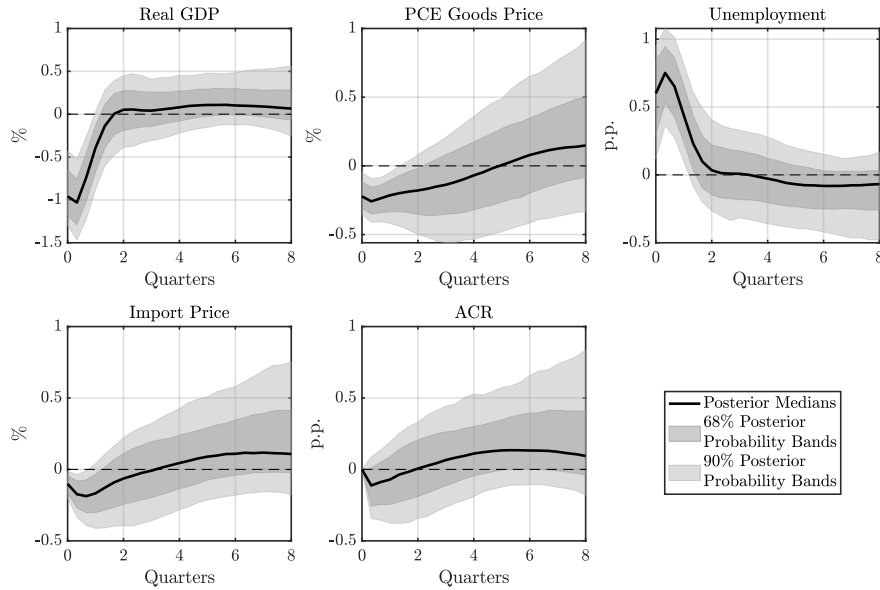 Real GDP
1
0.5
0
-0.5
-1
-1.5
%
0 2 4 6 8
Quarters
PCE Goods Price
1
0.5
0
-0.5
%
0 2 4 6 8
Quarters
Unemployment
1
0.5
0
-0.5
p.p.
0 2 4 6 8
Quarters
Import Price
1
0.5
0
-0.5
%
0 2 4 6 8
Quarters
ACR
1
0.5
0
-0.5
p.p.
0 2 4 6 8
Quarters
Posterior Medians
68% Posterior
Probability Bands
90% Posterior
Probability Bands